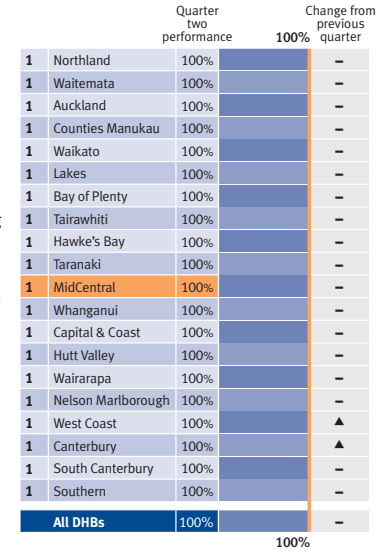 Quarter two performance
100%
Change from previous quarter
1 Northland 100% –
1 Waitemata 100% –
1 Auckland 100% –
1 Counties Manukau 100% –
1 Waikato 100% –
1 Lakes 100% –
1 Bay of Plenty 100% –
1 Tairawhiti 100% –
1 Hawke's Bay 100% –
1 Taranaki 100% –
1 MidCentral 100% –
1 Whanganui 100% –
1 Capital & Coast 100% –
1 Hutt Valley 100% –
1 Wairarapa 100% –
1 Nelson Marlborough 100% –
1 West Coast 100% ▲
1 Canterbury 100% ▲
1 South Canterbury 100% –
1 Southern 100% –
All DHBs 100% –
100%